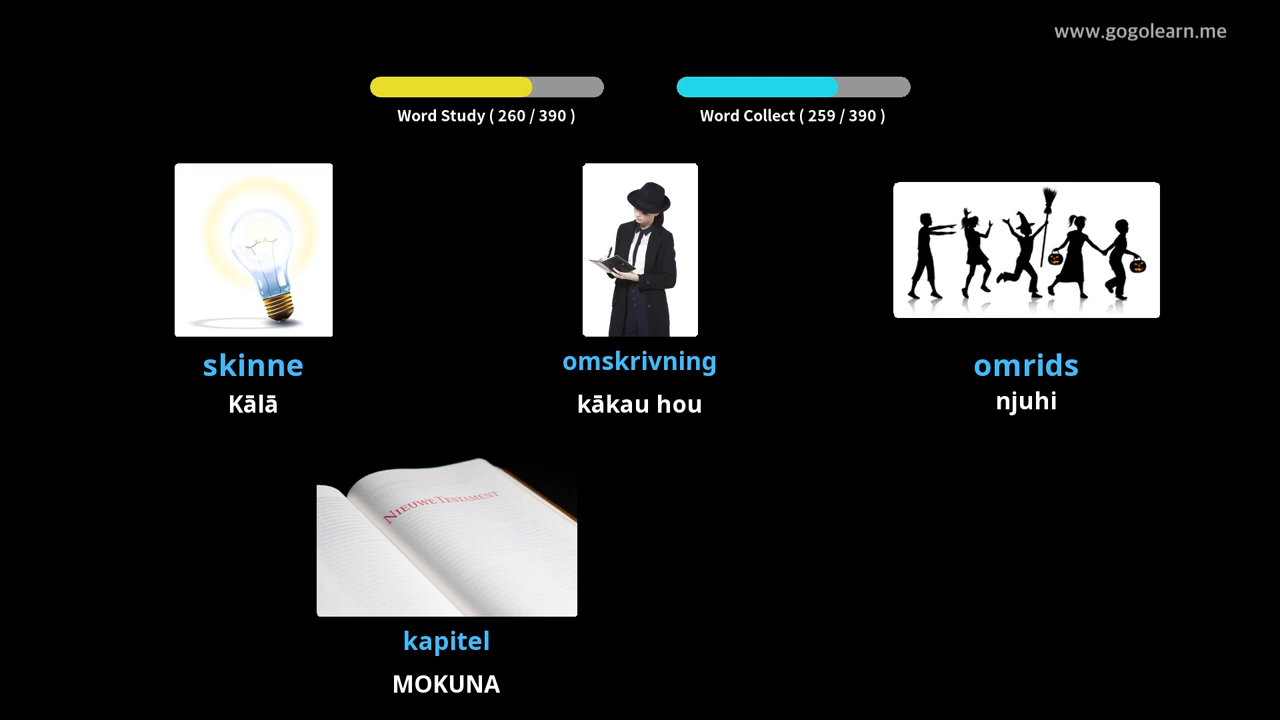 www.gogolearn.me
Word Study ( 260 / 390 )
Word Collect ( 259 / 390 )
skinne
Kālā
omskrivning
kākau hou
omrids
njuhi
NIEUWE TESTAMENT
kapitel
MOKUNA